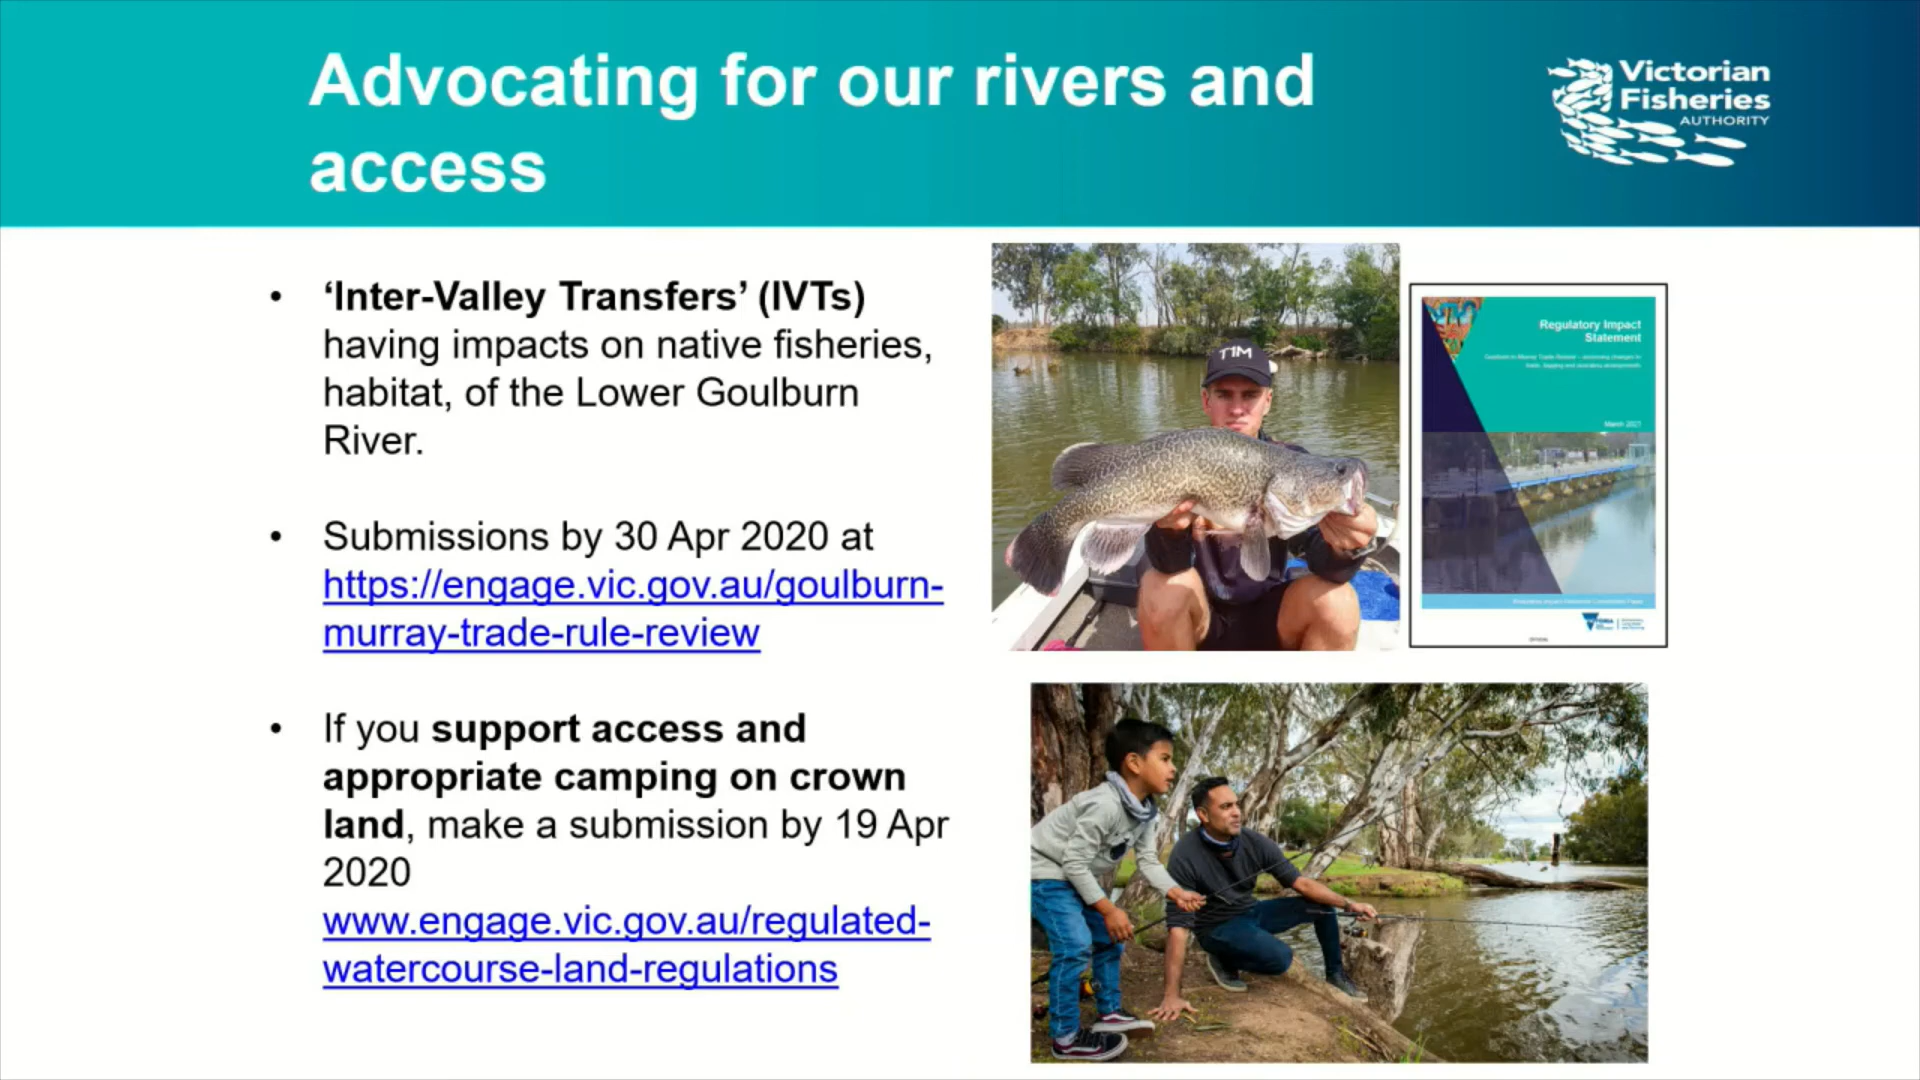 Advocating for our rivers and
access
Victorian
Fisheries
AUTHORITY
• ‘Inter-Valley Transfers’ (IVTs)
having impacts on native fisheries,
habitat, of the Lower Goulburn
River.
• Submissions by 30 Apr 2020 at
https://engage.vic.gov.au/goulburn-
murray-trade-rule-review
• If you support access and
appropriate camping on crown
land, make a submission by 19 Apr
2020
www.engage.vic.gov.au/regulated-
watercourse-land-regulations
T1M
Regulatory Impact
Statement
March 2021